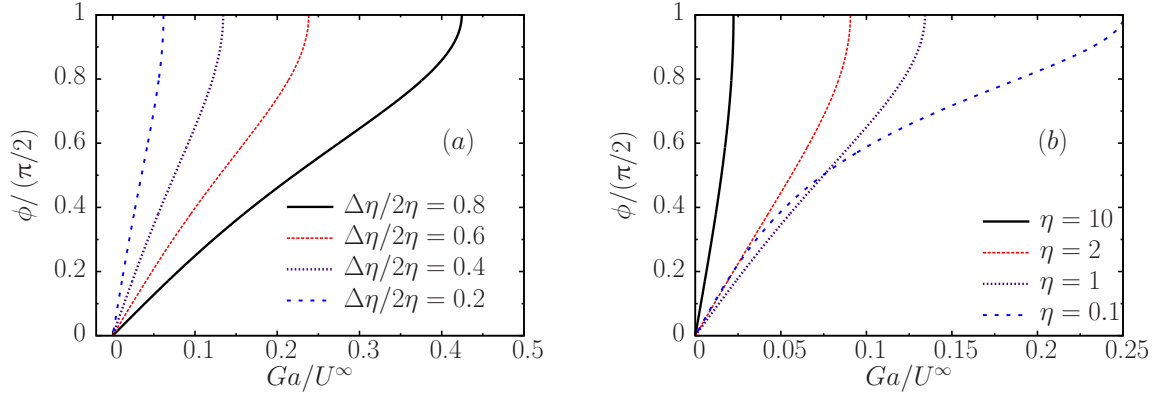 1
0.8
0.6
0.4
0.2
0
ϕ/(π/2)
(a)
Δη/2η = 0.8
Δη/2η = 0.6
Δη/2η = 0.4
Δη/2η = 0.2
0 0.1 0.2 0.3 0.4 0.5
Ga/U∞
1
0.8
0.6
0.4
0.2
0
ϕ/(π/2)
(b)
η = 10
η = 2
η = 1
η = 0.1
0 0.05 0.1 0.15 0.2 0.25
Ga/U∞